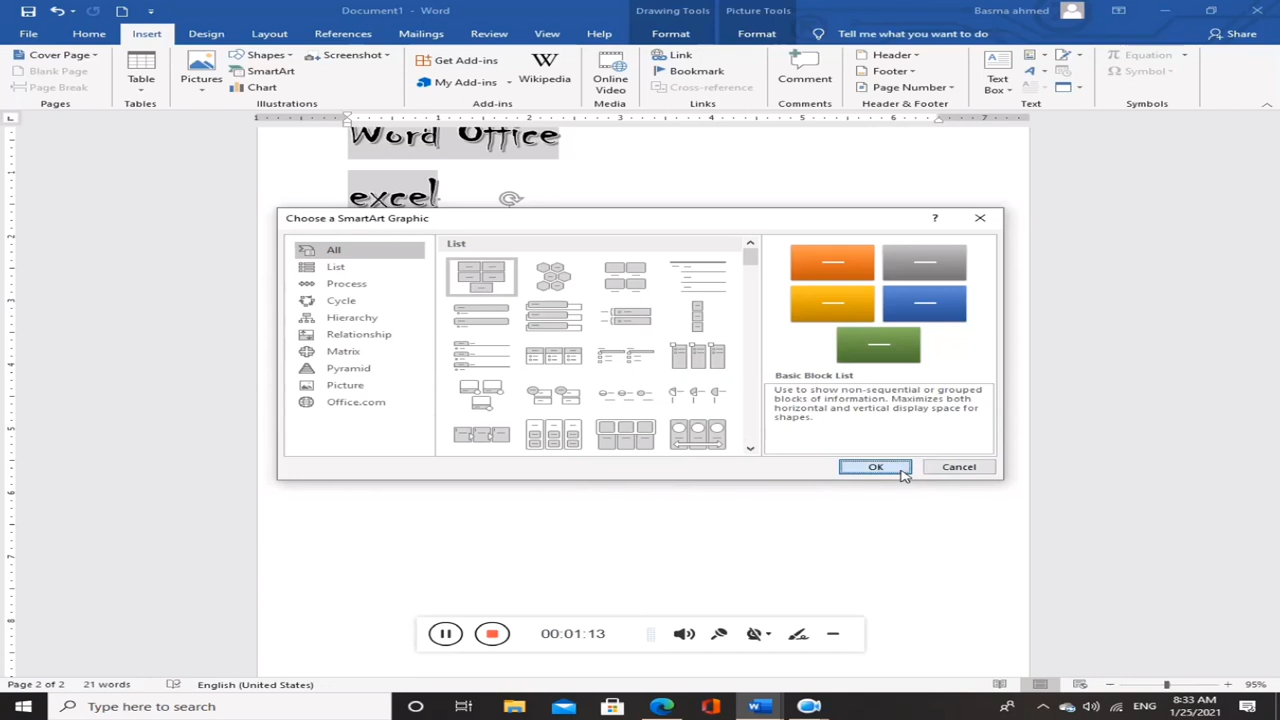 Document1 - Word
Drawing Tools
Picture Tools
Basma ahmed
File
Home
Insert
Design
Layout
References
Mailings
Review
View
Help
Format
Format
Tell me what you want to do
Share
Cover Page
Blank Page
Page Break
Pages
Table
Tables
Pictures
Shapes
SmartArt
Chart
Screenshot
Illustrations
Get Add-ins
My Add-ins
Wikipedia
Add-ins
Online
Video
Media
Link
Bookmark
Cross-reference
Links
Comment
Comments
Header
Footer
Page Number
Header & Footer
Text
Box
Text
Equation
Symbol
Symbols
Word Office
excel
Choose a SmartArt Graphic
All
List
Process
Cycle
Hierarchy
Relationship
Matrix
Pyramid
Picture
Office.com
List
Basic Block List
Use to show non-sequential or grouped
blocks of information. Maximizes both
horizontal and vertical display space for
shapes.
OK
Cancel
00:01:13
Page 2 of 2
21 words
English (United States)
95%
Type here to search
ENG
8:33 AM
1/25/2021